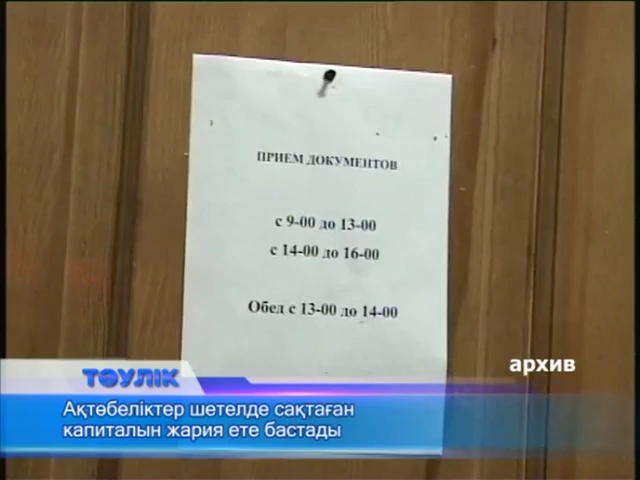 ПРИЕМ ДОКУМЕНТОВ
с 9-00 до 13-00
с 14-00 до 16-00
Обед с 13-00 до 14-00
архив
ТӘУЛІК
Ақтөбеліктер шетелде сақтаған
капиталын жария ете бастады